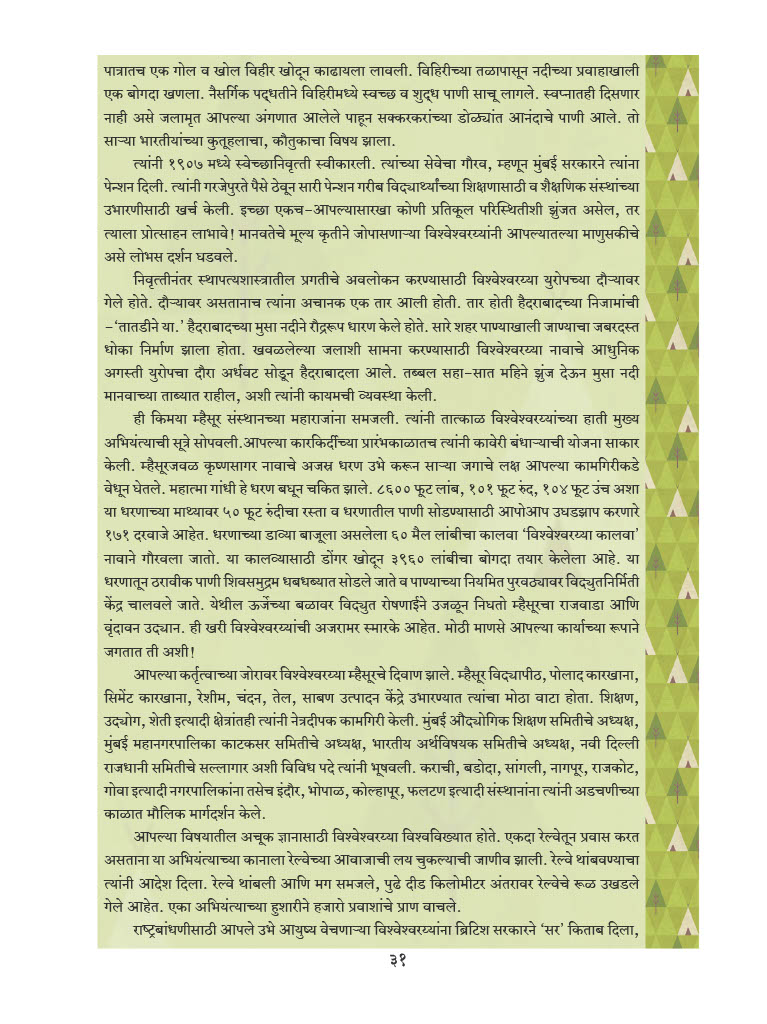 पात्रातच एक गोल व खोल विहीर खोदून काढायला लावली. विहिरीच्या तळापासून नदीच्या प्रवाहाखाली
एक बोगदा खणला. नैसर्गिक पद्धतीने विहिरीमध्ये स्वच्छ व शुद्ध पाणी साचू लागले. स्वप्नातही दिसणार
नाही असे जलामृत आपल्या अंगणात आलेले पाहून सक्करकरांच्या डोळ्यांत आनंदाचे पाणी आले. तो
साऱ्या भारतीयांच्या कुतूहलाचा, कौतुकाचा विषय झाला.
त्यांनी १९०७ मध्ये स्वेच्छानिवृत्ती स्वीकारली. त्यांच्या सेवेचा गौरव, म्हणून मुंबई सरकारने त्यांना
पेन्शन दिली. त्यांनी गरजेपुरते पैसे ठेवून सारी पेन्शन गरीब विद्यार्थ्यांच्या शिक्षणासाठी व शैक्षणिक संस्थांच्या
उभारणीसाठी खर्च केली. इच्छा एकच-आपल्यासारखा कोणी प्रतिकूल परिस्थितीशी झुंजत असेल, तर
त्याला प्रोत्साहन लाभावे! मानवतेचे मूल्य कृतीने जोपासणाऱ्या विश्वेश्वरय्यांनी आपल्यातल्या माणुसकीचे
असे लोभस दर्शन घडवले.
निवृत्तीनंतर स्थापत्यशास्त्रातील प्रगतीचे अवलोकन करण्यासाठी विश्वेश्वरय्या युरोपच्या दौऱ्यावर
गेले होते. दौऱ्यावर असतानाच त्यांना अचानक एक तार आली होती. तार होती हैदराबादच्या निजामांची
-‘तातडीने या.’ हैदराबादच्या मुसा नदीने रौद्ररूप धारण केले होते. सारे शहर पाण्याखाली जाण्याचा जबरदस्त
धोका निर्माण झाला होता. खवळलेल्या जलाशी सामना करण्यासाठी विश्वेश्वरय्या नावाचे आधुनिक
अगस्ती युरोपचा दौरा अर्धवट सोडून हैदराबादला आले. तब्बल सहा-सात महिने झुंज देऊन मुसा नदी
मानवाच्या ताब्यात राहील, अशी त्यांनी कायमची व्यवस्था केली.
ही किमया म्हैसूर संस्थानच्या महाराजांना समजली. त्यांनी तात्काळ विश्वेश्वरय्यांच्या हाती मुख्य
अभियंत्याची सूत्रे सोपवली.आपल्या कारकिर्दीच्या प्रारंभकाळातच त्यांनी कावेरी बंधाऱ्याची योजना साकार
केली. म्हैसूरजवळ कृष्णसागर नावाचे अजस्र धरण उभे करून साऱ्या जगाचे लक्ष आपल्या कामगिरीकडे
वेधून घेतले. महात्मा गांधी हे धरण बघून चकित झाले. ८६०० फूट लांब, १०१ फूट रुंद, १०४ फूट उंच अशा
या धरणाच्या माथ्यावर ५० फूट रुंदीचा रस्ता व धरणातील पाणी सोडण्यासाठी आपोआप उघडझाप करणारे
१७१ दरवाजे आहेत. धरणाच्या डाव्या बाजूला असलेला ६० मैल लांबीचा कालवा ‘विश्वेश्वरय्या कालवा’
नावाने गौरवला जातो. या कालव्यासाठी डोंगर खोदून ३९६० लांबीचा बोगदा तयार केलेला आहे. या
धरणातून ठरावीक पाणी शिवसमुद्रम धबधब्यात सोडले जाते व पाण्याच्या नियमित पुरवठ्यावर विद्युतनिर्मिती
केंद्र चालवले जाते. येथील ऊर्जेच्या बळावर विद्युत रोषणाईने उजळून निघतो म्हैसूरचा राजवाडा आणि
वृंदावन उद्यान. ही खरी विश्वेश्वरय्यांची अजरामर स्मारके आहेत. मोठी माणसे आपल्या कार्याच्या रूपाने
जगतात ती अशी!
आपल्या कर्तृत्वाच्या जोरावर विश्वेश्वरय्या म्हैसूरचे दिवाण झाले. म्हैसूर विद्यापीठ, पोलाद कारखाना,
सिमेंट कारखाना, रेशीम, चंदन, तेल, साबण उत्पादन केंद्रे उभारण्यात त्यांचा मोठा वाटा होता. शिक्षण,
उद्योग, शेती इत्यादी क्षेत्रांतही त्यांनी नेत्रदीपक कामगिरी केली. मुंबई औद्योगिक शिक्षण समितीचे अध्यक्ष,
मुंबई महानगरपालिका काटकसर समितीचे अध्यक्ष, भारतीय अर्थविषयक समितीचे अध्यक्ष, नवी दिल्ली
राजधानी समितीचे सल्लागार अशी विविध पदे त्यांनी भूषवली. कराची, बडोदा, सांगली, नागपूर, राजकोट,
गोवा इत्यादी नगरपालिकांना तसेच इंदौर, भोपाळ, कोल्हापूर, फलटण इत्यादी संस्थानांना त्यांनी अडचणीच्या
काळात मौलिक मार्गदर्शन केले.
आपल्या विषयातील अचूक ज्ञानासाठी विश्वेश्वरय्या विश्वविख्यात होते. एकदा रेल्वेतून प्रवास करत
असताना या अभियंत्याच्या कानाला रेल्वेच्या आवाजाची लय चुकल्याची जाणीव झाली. रेल्वे थांबवण्याचा
त्यांनी आदेश दिला. रेल्वे थांबली आणि मग समजले, पुढे दीड किलोमीटर अंतरावर रेल्वेचे रूळ उखडले
गेले आहेत. एका अभियंत्याच्या हुशारीने हजारो प्रवाशांचे प्राण वाचले.
राष्ट्रबांधणीसाठी आपले उभे आयुष्य वेचणाऱ्या विश्वेश्वरय्यांना ब्रिटिश सरकारने ‘सर’ किताब दिला,
३१